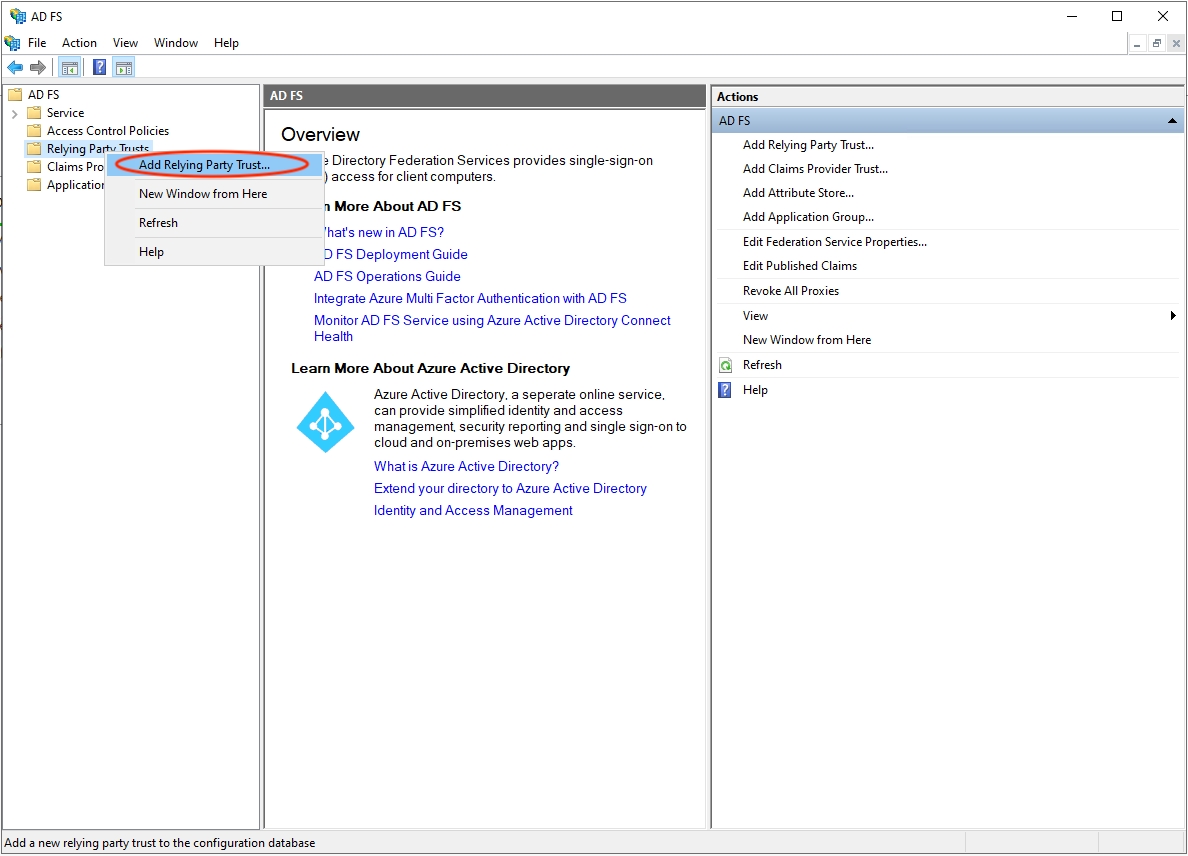 AD FS
File Action View Window Help
AD FS
Service
Access Control Policies
Relying Party Trusts
Claims Pro
Application
Add Relying Party Trust...
New Window from Here
Refresh
Help
AD FS
Overview
e Directory Federation Services provides single-sign-on
) access for client computers.
n More About AD FS
hat's new in AD FS?
D FS Deployment Guide
AD FS Operations Guide
Integrate Azure Multi Factor Authentication with AD FS
Monitor AD FS Service using Azure Active Directory Connect
Health
Learn More About Azure Active Directory
Azure Active Directory, a seperate online service,
can provide simplified identity and access
management, security reporting and single sign-on to
cloud and on-premises web apps.
What is Azure Active Directory?
Extend your directory to Azure Active Directory
Identity and Access Management
Actions
AD FS
Add Relying Party Trust...
Add Claims Provider Trust...
Add Attribute Store...
Add Application Group...
Edit Federation Service Properties...
Edit Published Claims
Revoke All Proxies
View
New Window from Here
Refresh
Help
Add a new relying party trust to the configuration database